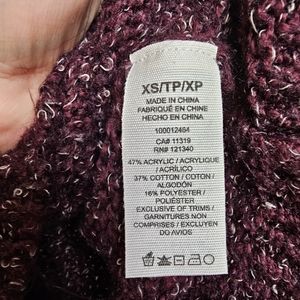 XS/TP/XP
MADE IN CHINA
FABRIQUÉ EN CHINE
HECHO EN CHINA
100012484
CA# 11319
RN# 121340
47% ACRYLIC / ACRYLIQUE
/ ACRÍLICO
37% COTTON / COTON /
ALGODÓN
16% POLYESTER /
POLIÉSTER
EXCLUSIVE OF TRIMS /
GARNITURES NON
COMPRISES / EXCLUYEN
DO AVIOS